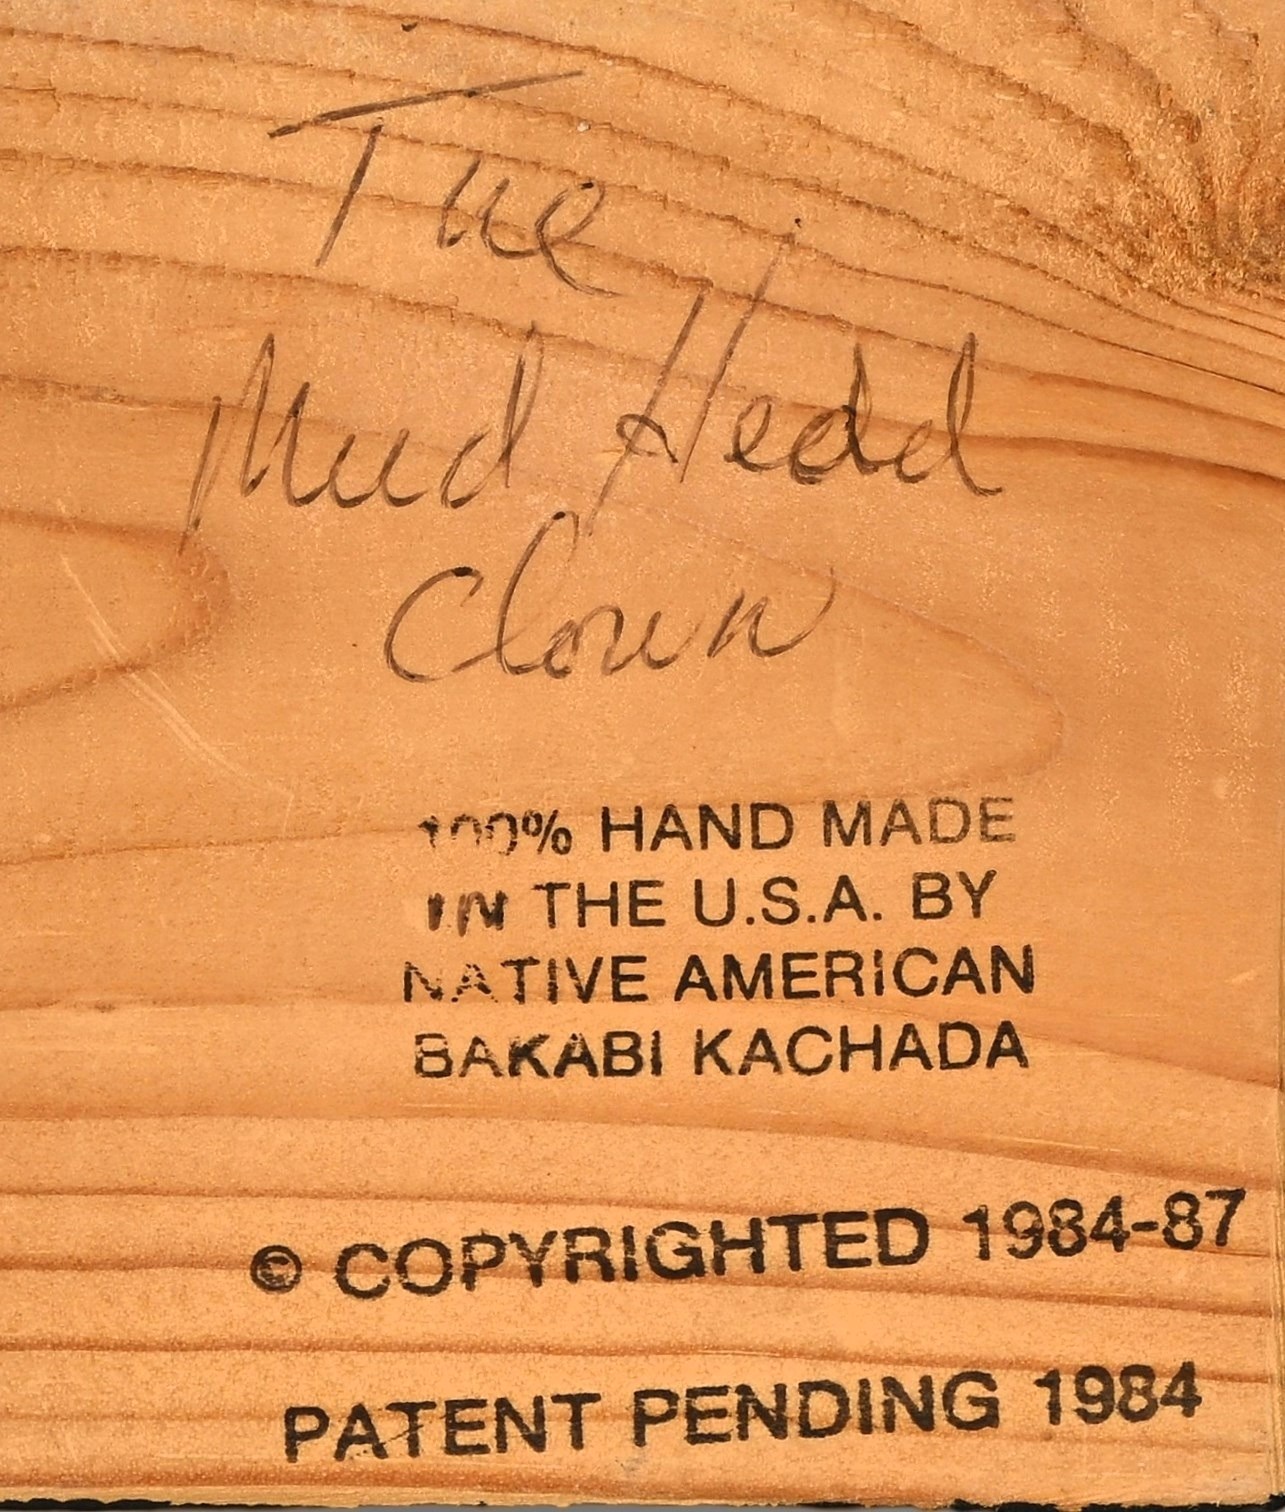 The
Mud Hedd
Clown
100% HAND MADE
IN THE U.S.A. BY
NATIVE AMERICAN
BAKABI KACHADA
© COPYRIGHTED 1984-87
PATENT PENDING 1984